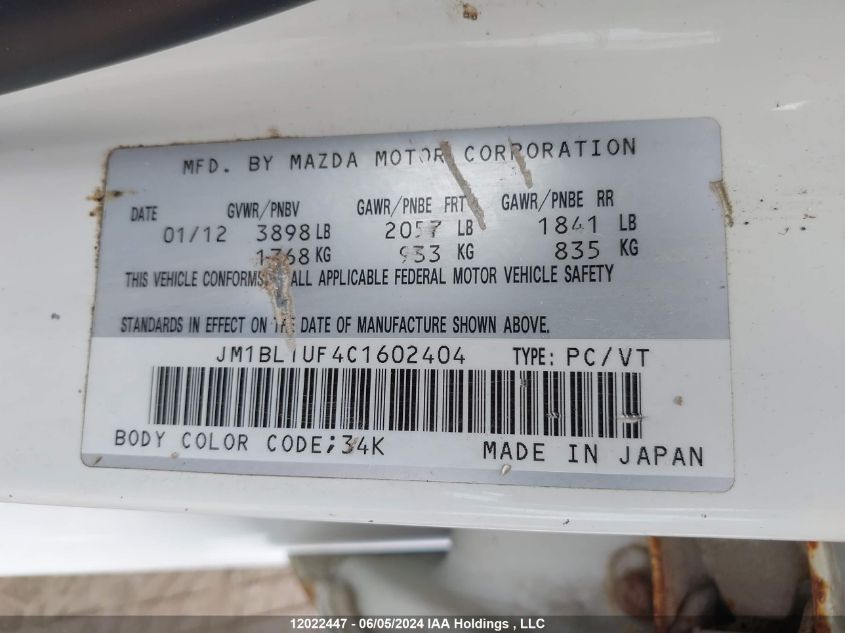 MFD. BY MAZDA MOTOR CORPORATION
DATE GVWR/PNBV GAWR/PNBE FRT GAWR/PNBE RR
01/12 3898 LB 2057 LB 1841 LB
KG 933 KG 835 KG
THIS VEHICLE CONFORMS ALL APPLICABLE FEDERAL MOTOR VEHICLE SAFETY
STANDARDS IN EFFECT ON THE DATE OF MANUFACTURE SHOWN ABOVE.
JM1BL1UF4C1602404 TYPE: PC/VT
BODY COLOR CODE;34K MADE IN JAPAN
12022447 - 06/05/2024 IAA Holdings , LLC